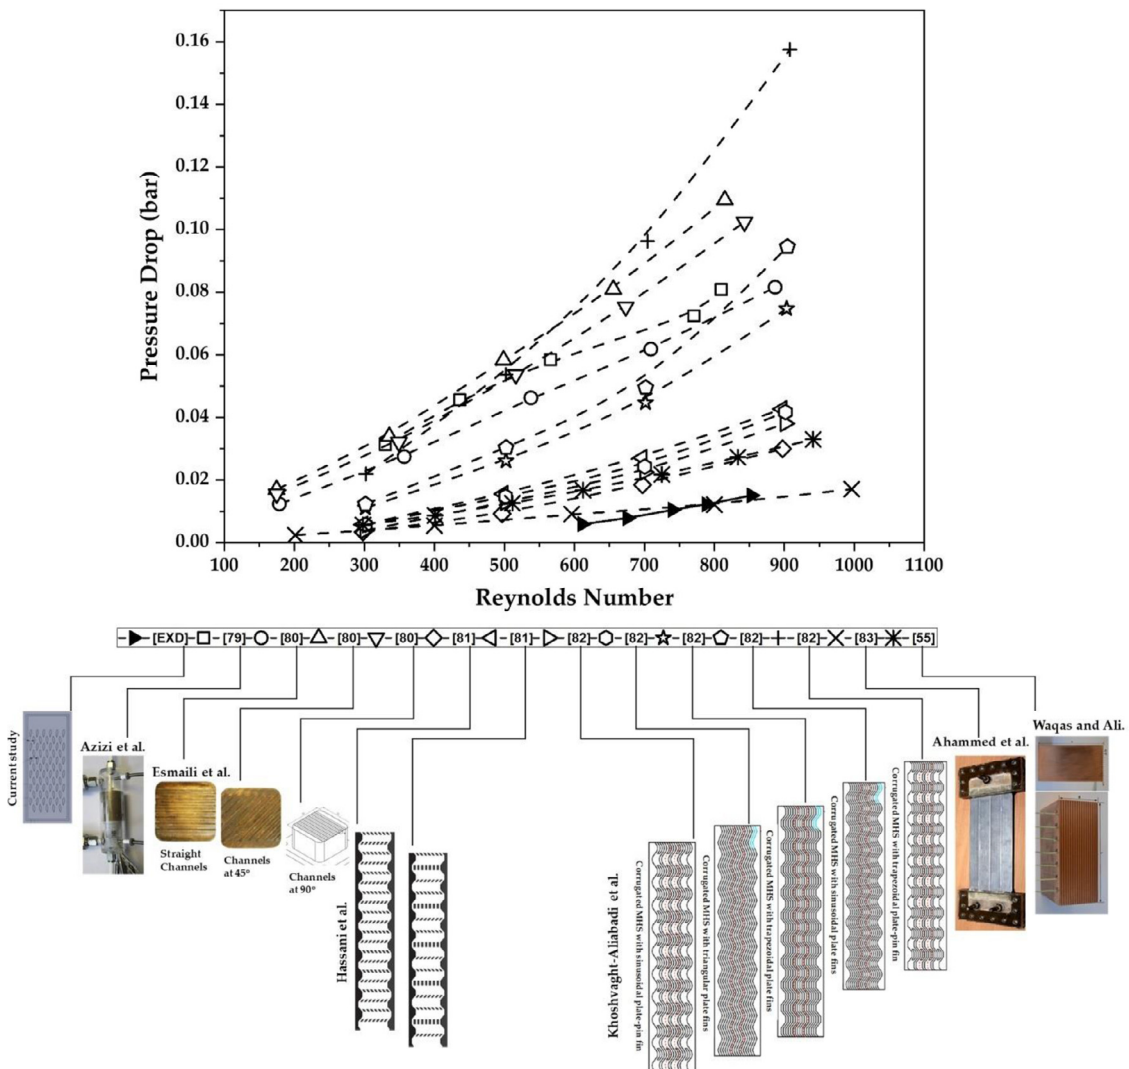 0.16
0.14
0.12
0.10
0.08
0.06
0.04
0.02
0.00
Pressure Drop (bar)
100 200 300 400 500 600 700 800 900 1000 1100
Reynolds Number
[EXD] [79] [80] [80] [80] [81] [81] [82] [82] [82] [82] [82] [83] [55]
Current study
Azizi et al.
Esmaili et al.
Straight
Channels
Channels
at 45º
Channels
at 90º
Hassani et al.
Khoshvaght-Aliabadi et al.
Corrugated MHS with sinusoidal plate-pin fin
Corrugated MHS with triangular plate fins
Corrugated MHS with trapezoidal plate fins
Corrugated MHS with sinusoidal plate fins
Corrugated MHS with trapezoidal plate-pin fin
Ahammed et al.
Waqas and Ali.